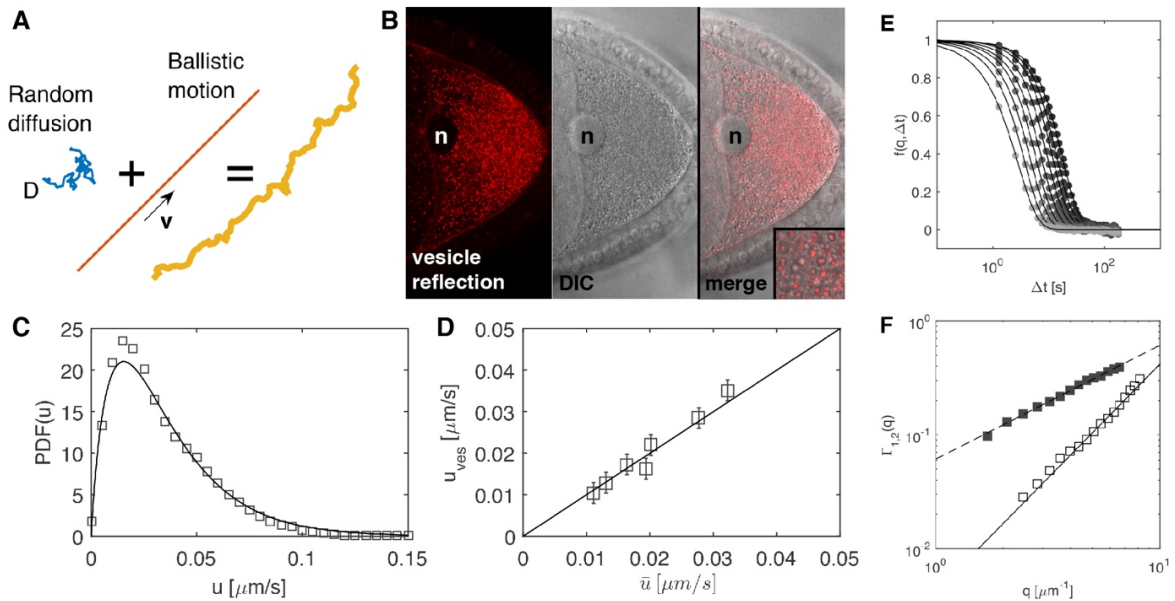 A
Random
diffusion
D
+
Ballistic
motion
v
=
B
n
n
n
vesicle
reflection
DIC
merge
C
PDF(u)
25
20
15
10
5
0
0
0.05
0.1
0.15
u [μm/s]
D
u_ves [μm/s]
0.05
0.04
0.03
0.02
0.01
0
0
0.01
0.02
0.03
0.04
0.05
ū [μm/s]
E
f(q,Δt)
1
0.8
0.6
0.4
0.2
0
10^0
10^2
Δt [s]
F
Γ_1,2(q)
10^0
10^-1
10^-2
10^0
10^1
q [μm^-1]